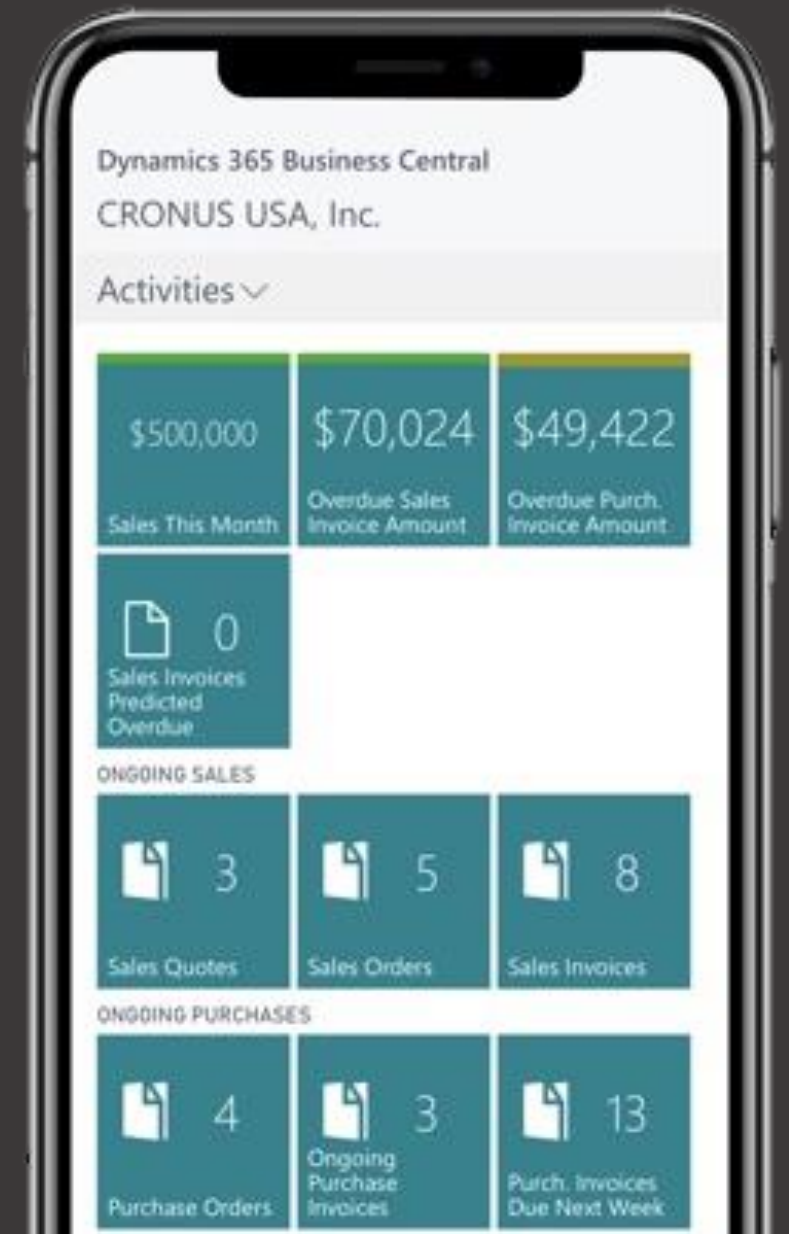 Dynamics 365 Business Central
CRONUS USA, Inc.
Activities
$500,000
Sales This Month
$70,024
Overdue Sales
Invoice Amount
$49,422
Overdue Purch.
Invoice Amount
0
Sales Invoices
Predicted
Overdue
ONGOING SALES
3
Sales Quotes
5
Sales Orders
8
Sales Invoices
ONGOING PURCHASES
4
Purchase Orders
3
Ongoing
Purchase
Invoices
13
Purch. Invoices
Due Next Week